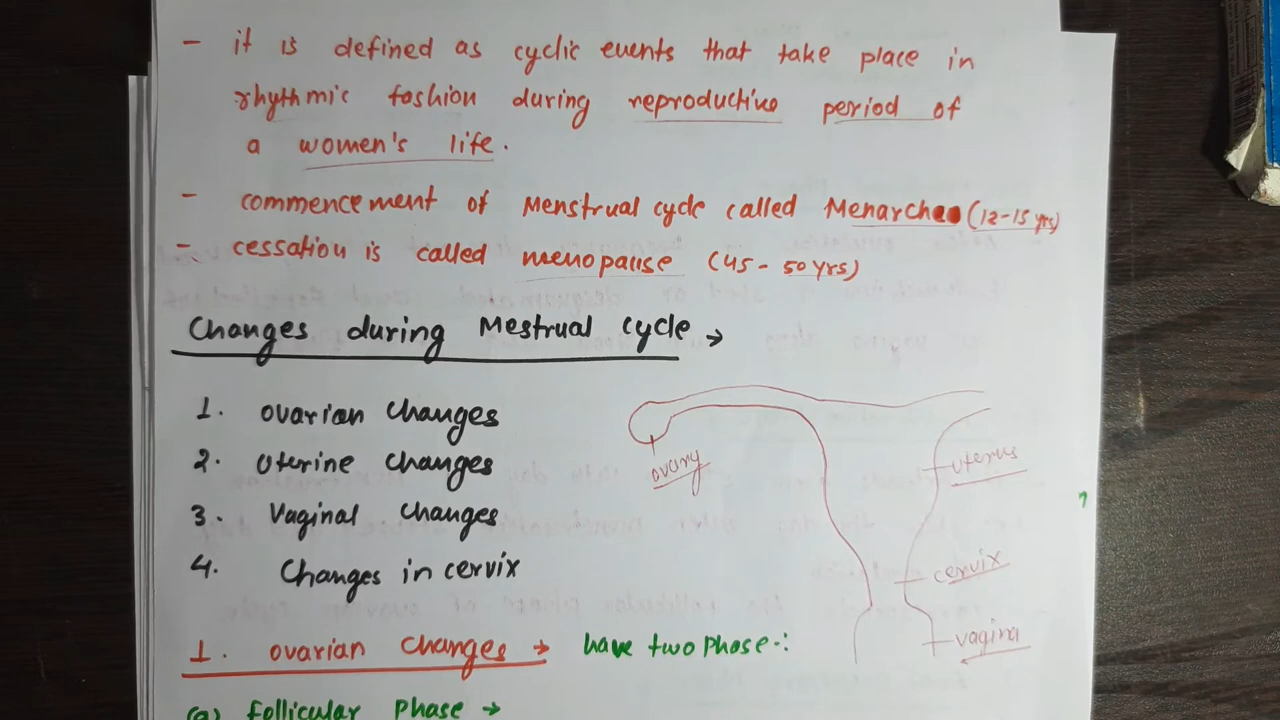 - it is defined as cyclic events that take place in
rhythmic fashion during reproductive period of
a women's life.
- commencement of Menstrual cycle called Menarche (12-15 yrs)
- cessation is called menopause (45 - 50 yrs)
Changes during Mestrual cycle →
1. ovarian changes
2. Uterine changes
3. Vaginal changes
4. Changes in cervix
ovary
uterus
cervix
vagina
1. ovarian changes → have two phase -:
(a) Follicular Phase →